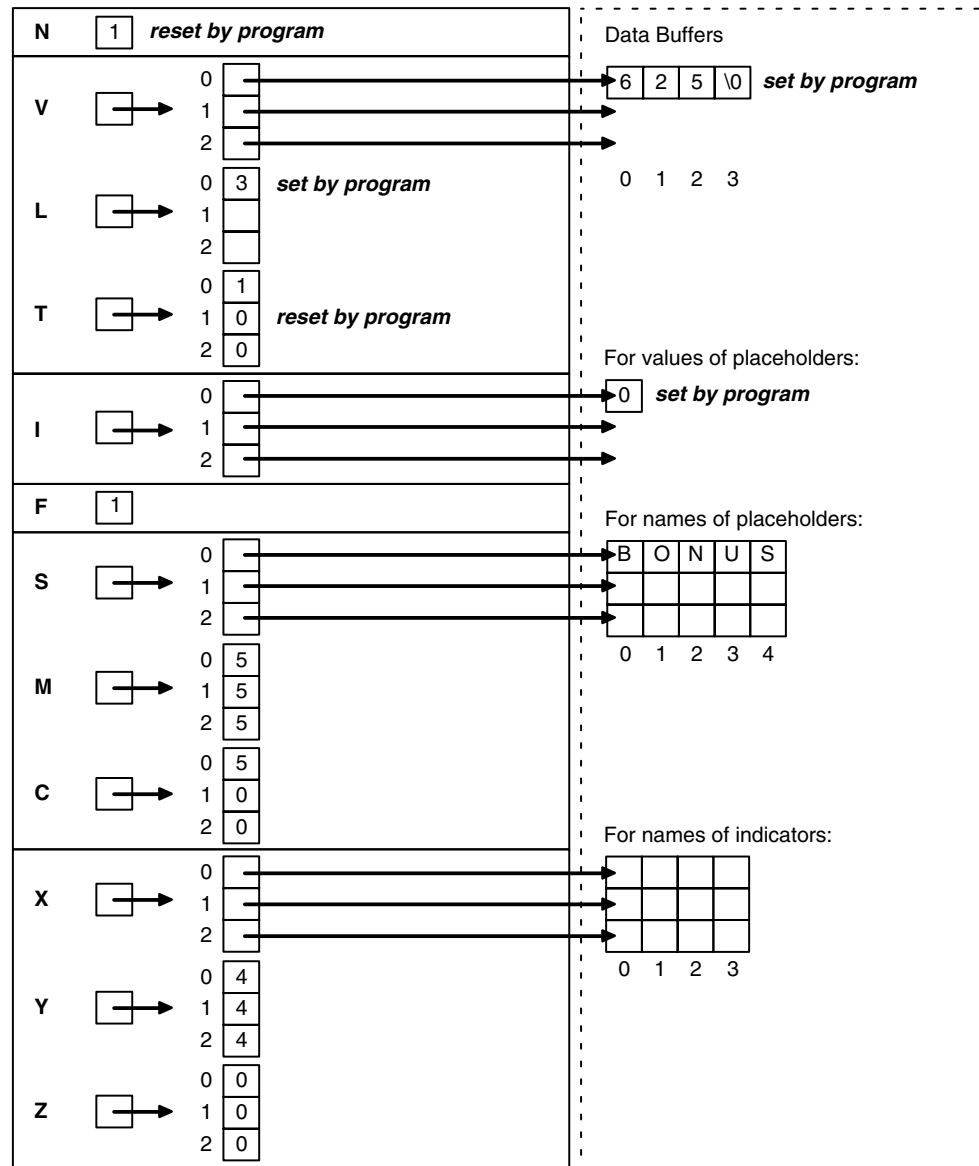 N 1 reset by program
Data Buffers
V 0
1
2
6 2 5 \0 set by program
0 1 2 3
L 0 3 set by program
1
2
T 0 1
1 0 reset by program
2 0
For values of placeholders:
I 0
1
2
0 set by program
F 1
For names of placeholders:
S 0
1
2
B O N U S
0 1 2 3 4
M 0 5
1 5
2 5
C 0 5
1 0
2 0
For names of indicators:
X 0
1
2
0 1 2 3
Y 0 4
1 4
2 4
Z 0 0
1 0
2 0